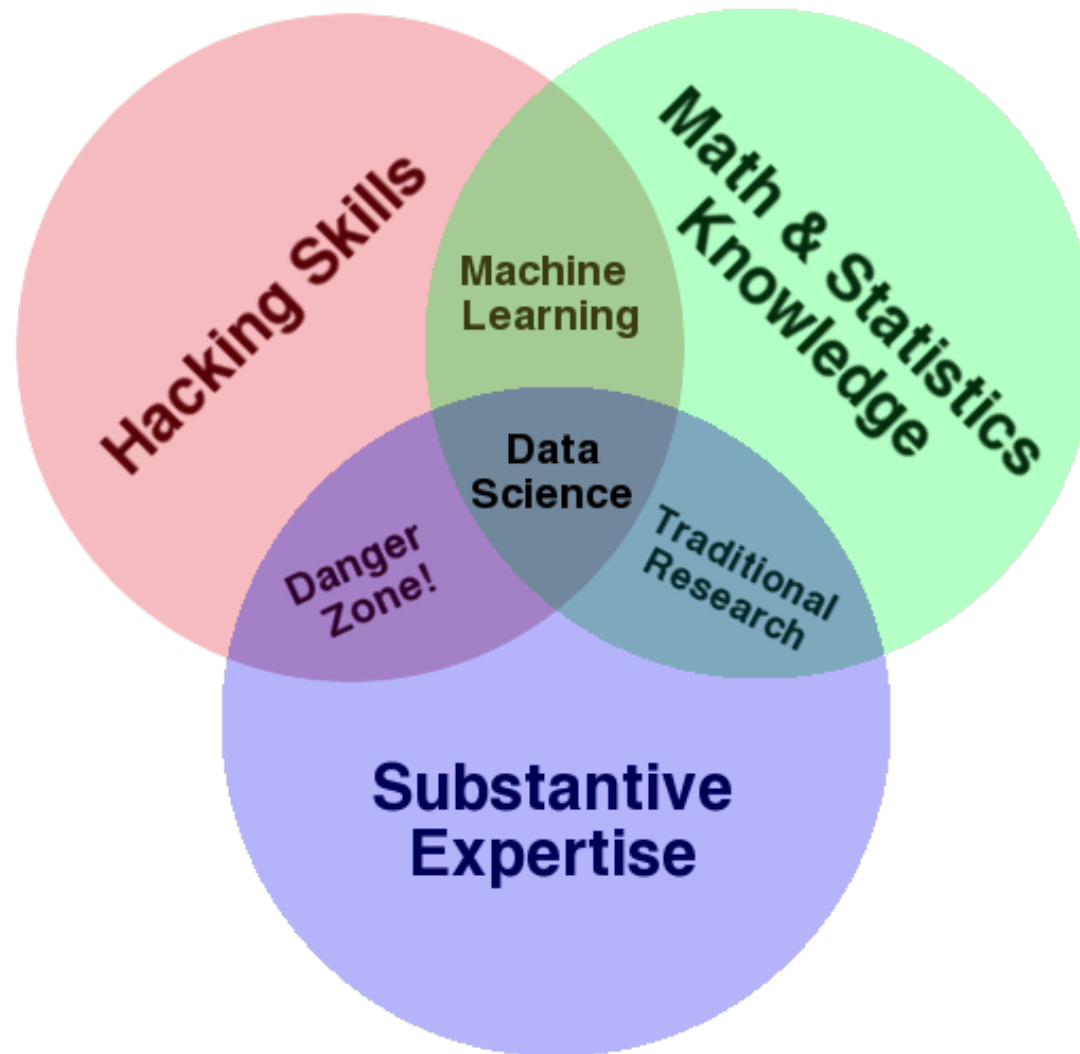 Hacking Skills
Math & Statistics
Knowledge
Machine
Learning
Data
Science
Danger
Zone!
Traditional
Research
Substantive
Expertise